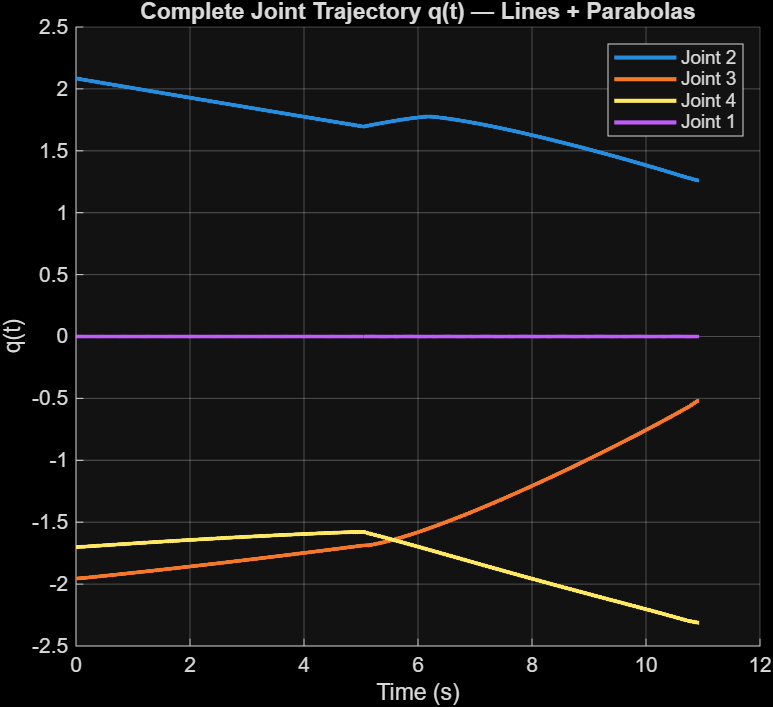 Complete Joint Trajectory q(t) — Lines + Parabolas
2.5
2
1.5
1
0.5
0
-0.5
-1
-1.5
-2
-2.5
q(t)
Joint 2
Joint 3
Joint 4
Joint 1
0 2 4 6 8 10 12
Time (s)